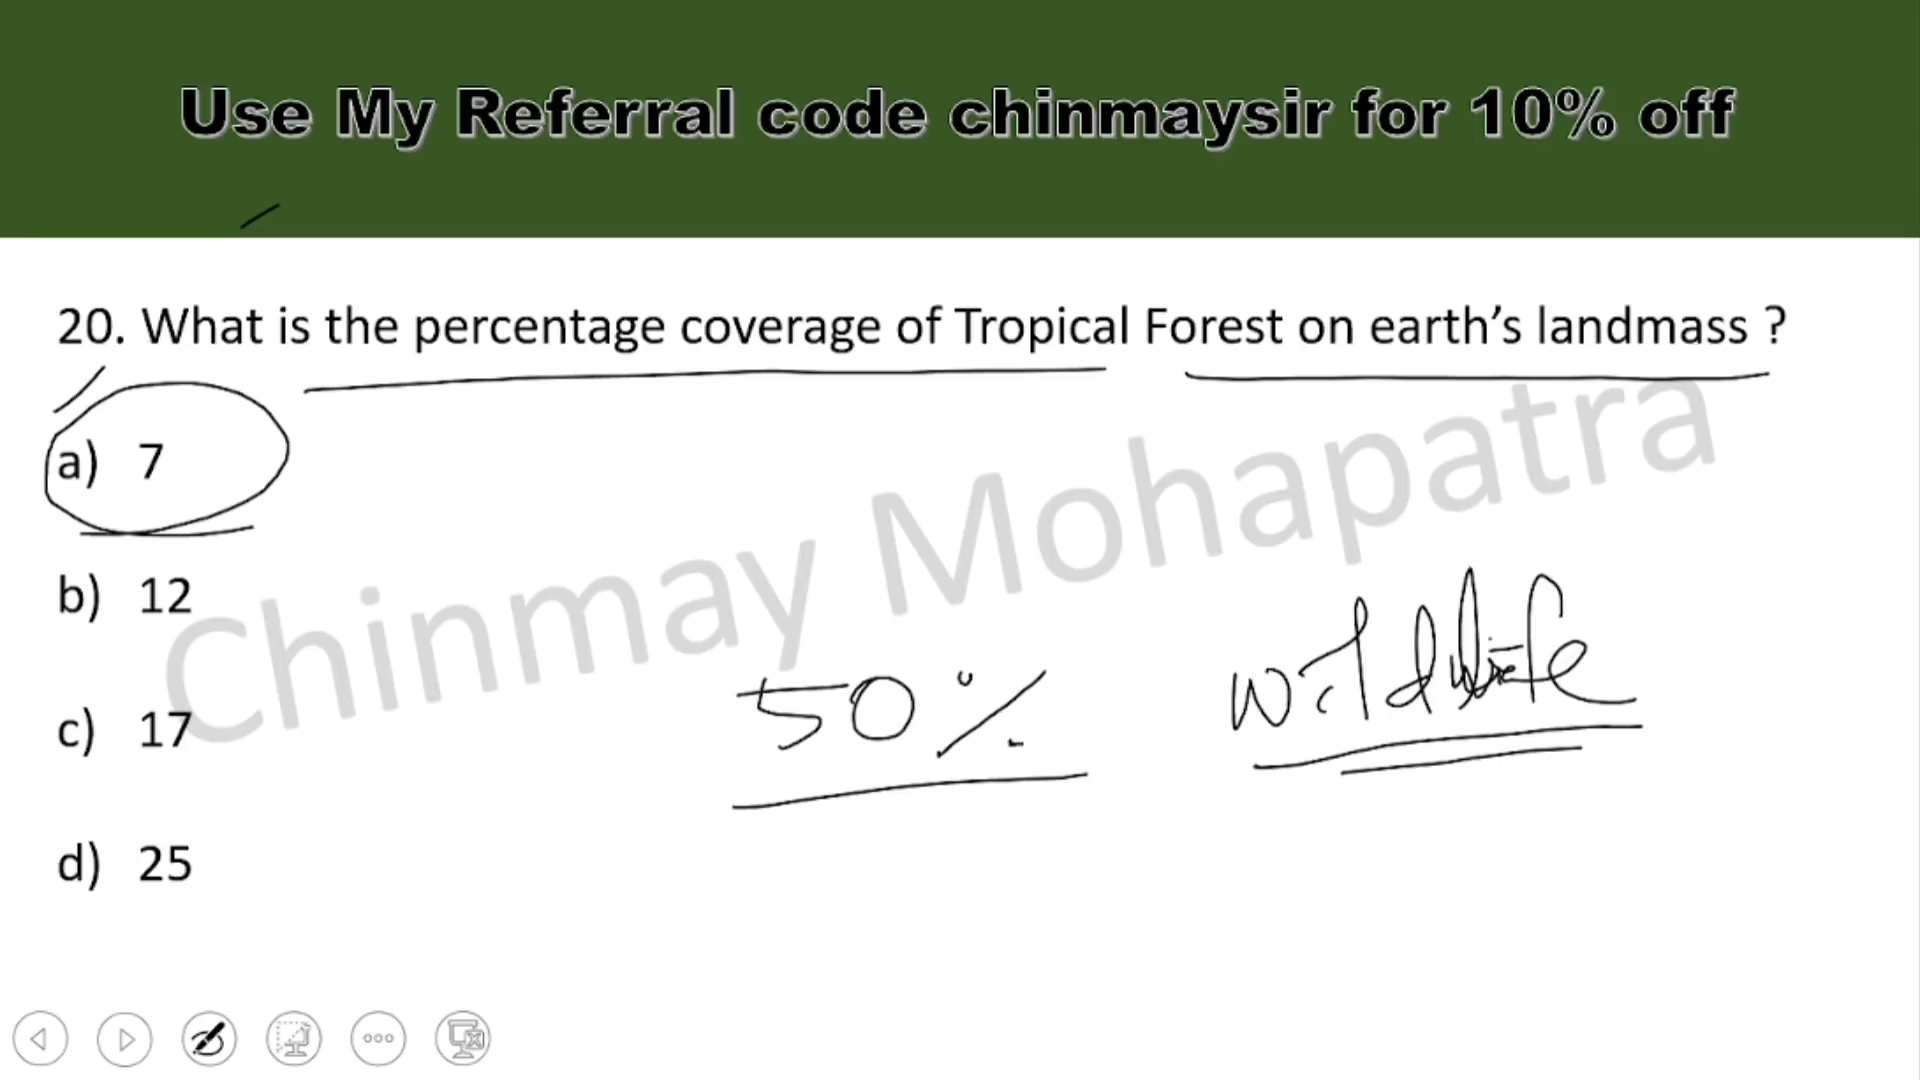 Use My Referral code chinmaysir for 10% off
20. What is the percentage coverage of Tropical Forest on earth’s landmass ?
a) 7
b) 12
c) 17
d) 25
Chinmay Mohapatra
50%
wildlife